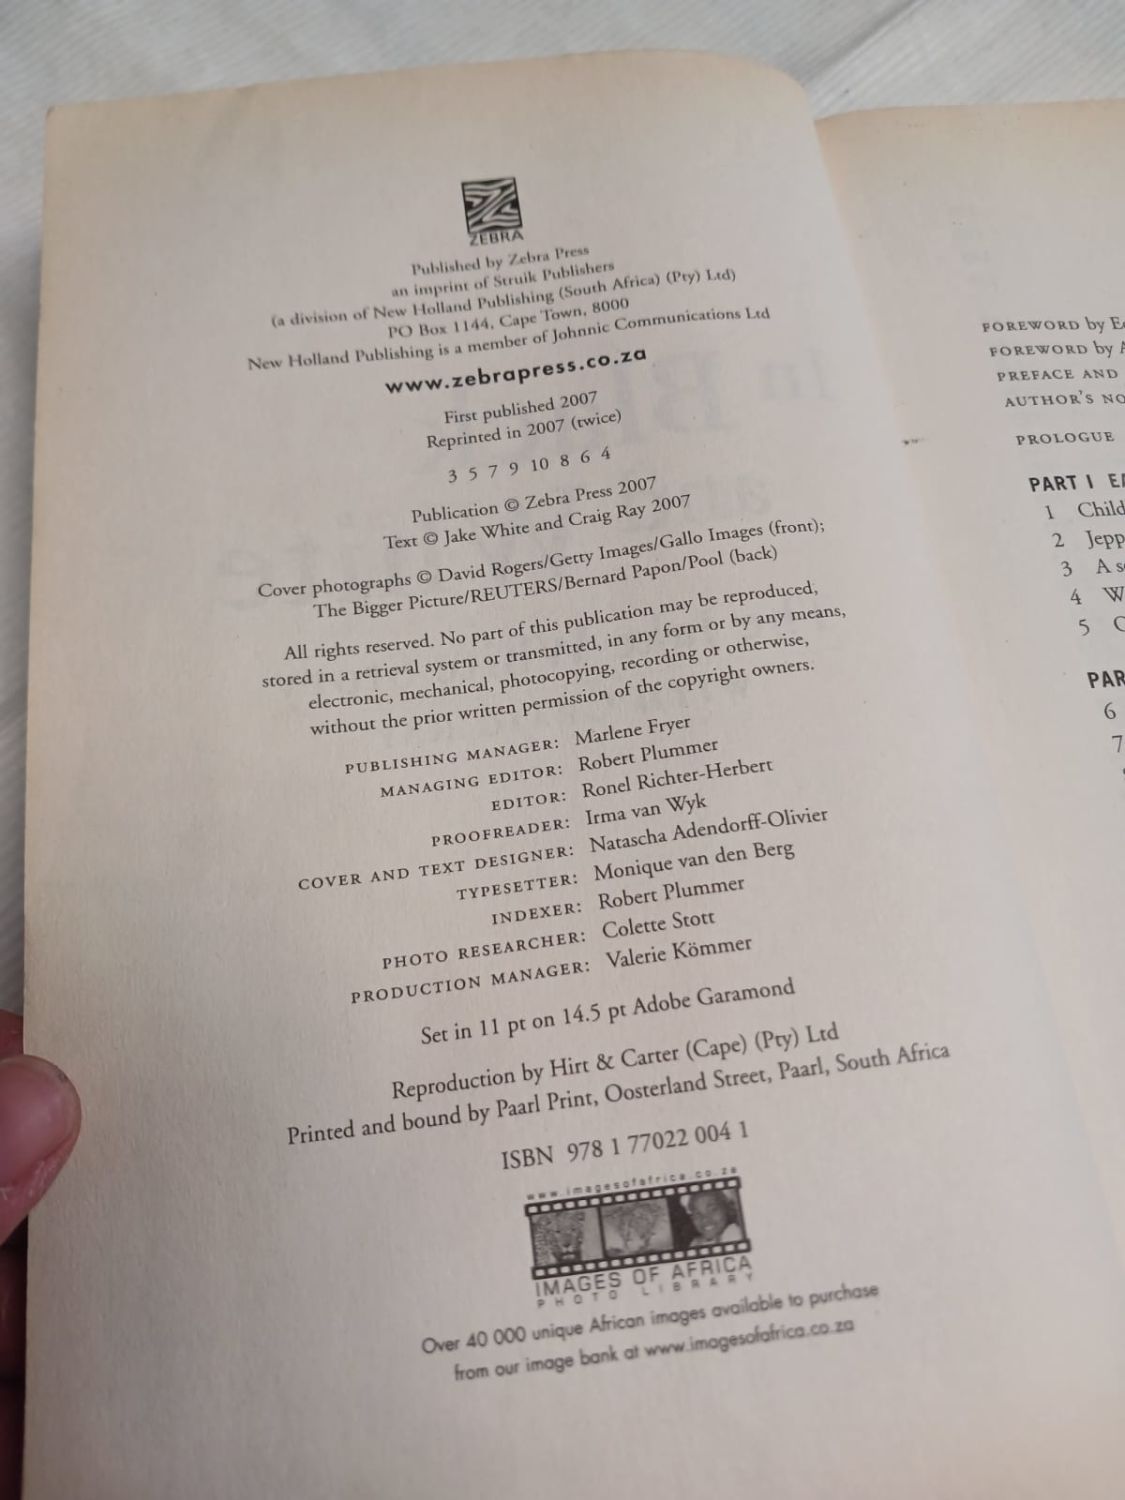 ZEBRA
Published by Zebra Press
an imprint of Struik Publishers
(a division of New Holland Publishing (South Africa) (Pty) Ltd)
PO Box 1144, Cape Town, 8000
New Holland Publishing is a member of Johnnic Communications Ltd
www.zebrapress.co.za
First published 2007
Reprinted in 2007 (twice)
3 5 7 9 10 8 6 4
Publication © Zebra Press 2007
Text © Jake White and Craig Ray 2007
Cover photographs © David Rogers/Getty Images/Gallo Images (front);
The Bigger Picture/REUTERS/Bernard Papon/Pool (back)
All rights reserved. No part of this publication may be reproduced,
stored in a retrieval system or transmitted, in any form or by any means,
electronic, mechanical, photocopying, recording or otherwise,
without the prior written permission of the copyright owners.
PUBLISHING MANAGER: Marlene Fryer
MANAGING EDITOR: Robert Plummer
EDITOR: Ronel Richter-Herbert
PROOFREADER: Irma van Wyk
COVER AND TEXT DESIGNER: Natascha Adendorff-Olivier
TYPESETTER: Monique van den Berg
INDEXER: Robert Plummer
PHOTO RESEARCHER: Colette Stott
PRODUCTION MANAGER: Valerie Kömmer
Set in 11 pt on 14.5 pt Adobe Garamond
Reproduction by Hirt & Carter (Cape) (Pty) Ltd
Printed and bound by Paarl Print, Oosterland Street, Paarl, South Africa
ISBN 978 1 77022 004 1
www.imagesofafrica.co.za
IMAGES OF AFRICA
PHOTO LIBRARY
Over 40 000 unique African images available to purchase
from our image bank at www.imagesofafrica.co.za
FOREWORD by
FOREWORD by
PREFACE AND
AUTHOR'S
PROLOGUE
PART I
1
2
3 A
4
5
6
7